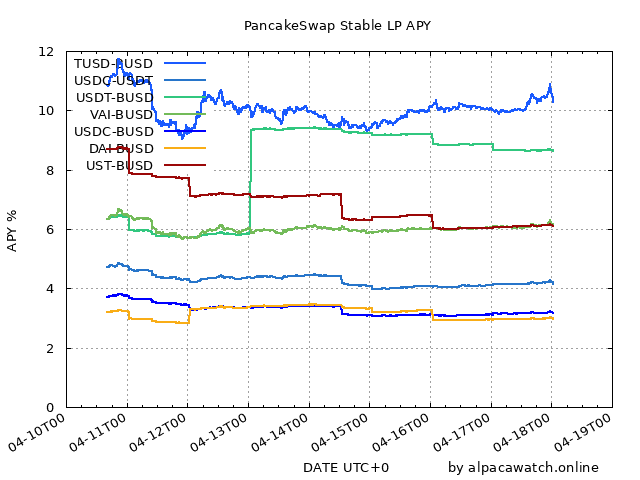 PancakeSwap Stable LP APY
APY %
12
10
8
6
4
2
0
TUSD-BUSD
USDC-USDT
USDT-BUSD
VAI-BUSD
USDC-BUSD
DAI-BUSD
UST-BUSD
04-10T00
04-11T00
04-12T00
04-13T00
04-14T00
04-15T00
04-16T00
04-17T00
04-18T00
04-19T00
DATE UTC+0
by alpacawatch.online